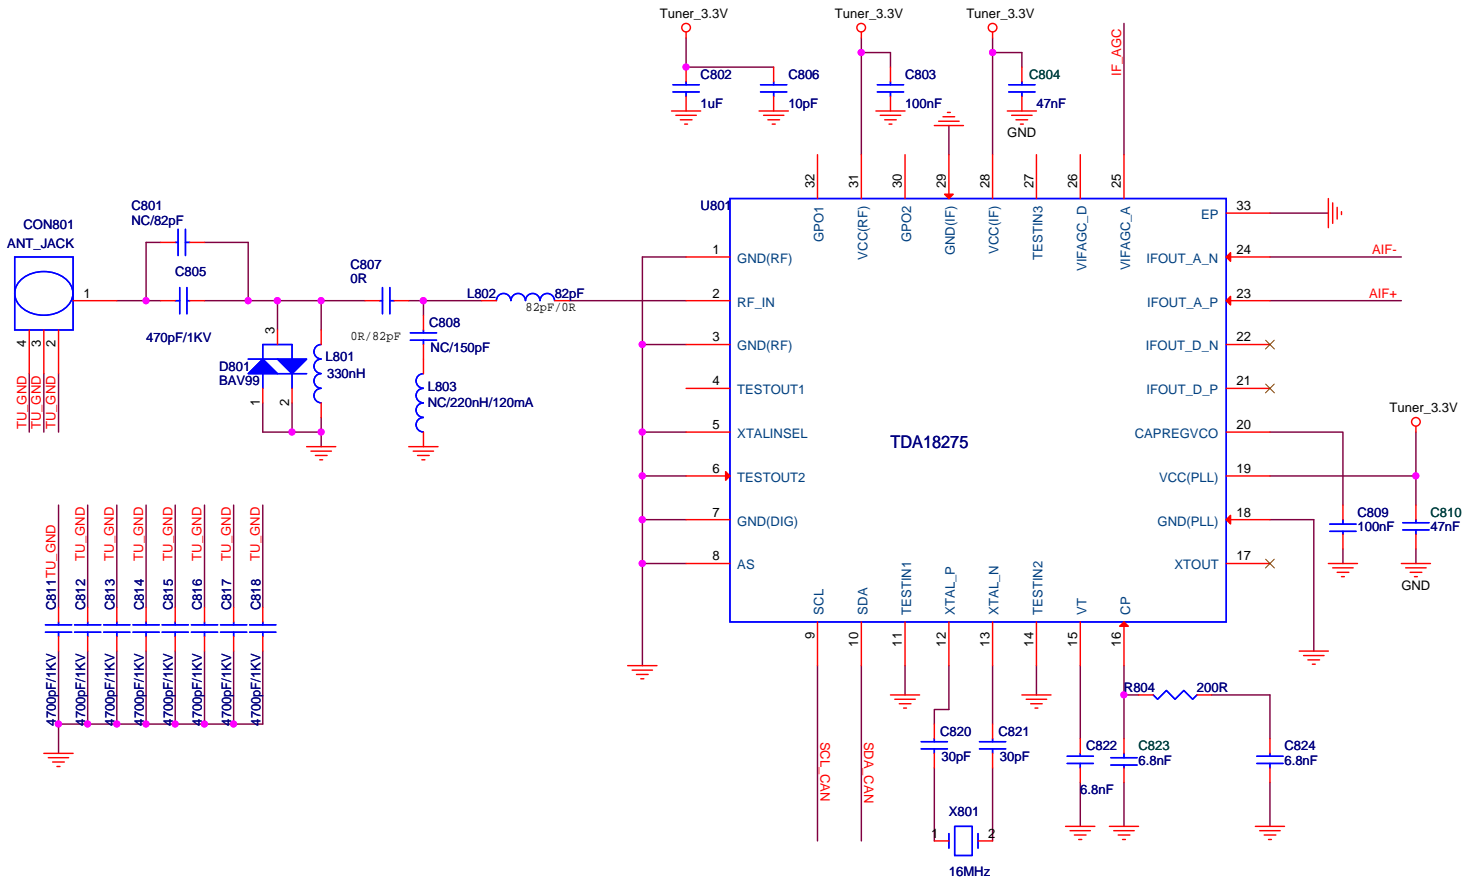 Tuner_3.3V
Tuner_3.3V
Tuner_3.3V
IF_AGC
C802
1uF
C806
10pF
C803
100nF
C804
47nF
GND
CON801
ANT_JACK
1
4
3
2
TU_GND
TU_GND
TU_GND
C801
NC/82pF
C805
470pF/1KV
3
D801
BAV99
1
2
L801
330nH
C807
0R
0R/82pF
C808
NC/150pF
L803
NC/220nH/120mA
L802
82pF
82pF/0R
U801
TDA18275
32
GPO1
31
VCC(RF)
30
GPO2
29
GND(IF)
28
VCC(IF)
27
TESTIN3
26
VIFAGC_D
25
VIFAGC_A
1
GND(RF)
2
RF_IN
3
GND(RF)
4
TESTOUT1
5
XTALINSEL
6
TESTOUT2
7
GND(DIG)
8
AS
EP
33
IFOUT_A_N
24
AIF-
IFOUT_A_P
23
AIF+
IFOUT_D_N
22
IFOUT_D_P
21
CAPREGVCO
20
VCC(PLL)
19
GND(PLL)
18
XTOUT
17
Tuner_3.3V
C809
100nF
C810
47nF
GND
SCL
9
SDA
10
TESTIN1
11
XTAL_P
12
XTAL_N
13
TESTIN2
14
VT
15
CP
16
SCL_CAN
SDA_CAN
C820
30pF
C821
30pF
X801
1
2
16MHz
R804
200R
C822
6.8nF
C823
6.8nF
C824
6.8nF
TU_GND
TU_GND
TU_GND
TU_GND
TU_GND
TU_GND
TU_GND
TU_GND
C811
C812
C813
C814
C815
C816
C817
C818
4700pF/1KV
4700pF/1KV
4700pF/1KV
4700pF/1KV
4700pF/1KV
4700pF/1KV
4700pF/1KV
4700pF/1KV